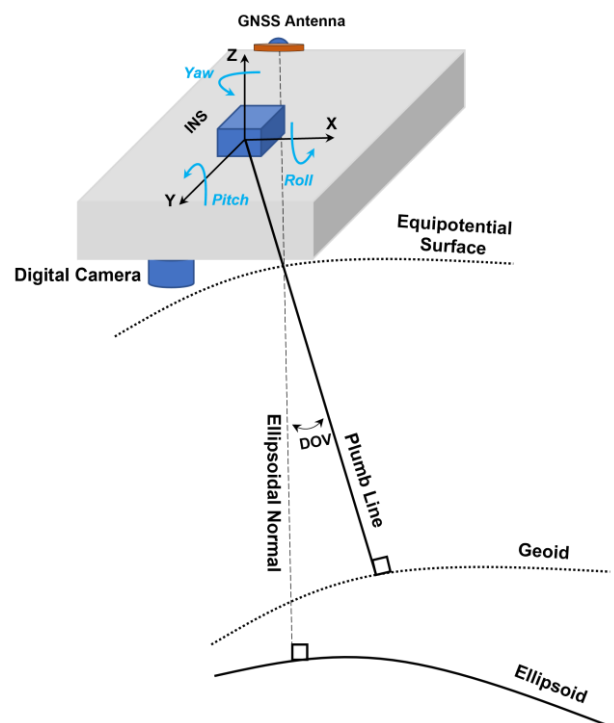 GNSS Antenna
Z
Yaw
INS
X
Roll
Y
Pitch
Digital Camera
Equipotential
Surface
Ellipsoidal Normal
DOV
Plumb Line
Geoid
Ellipsoid